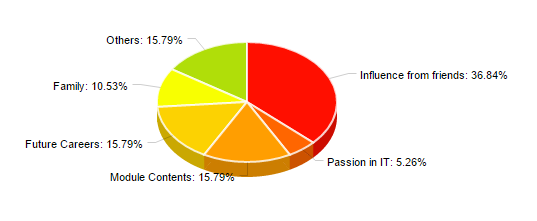 Others: 15.79%
Influence from friends: 36.84%
Family: 10.53%
Future Careers: 15.79%
Passion in IT: 5.26%
Module Contents: 15.79%